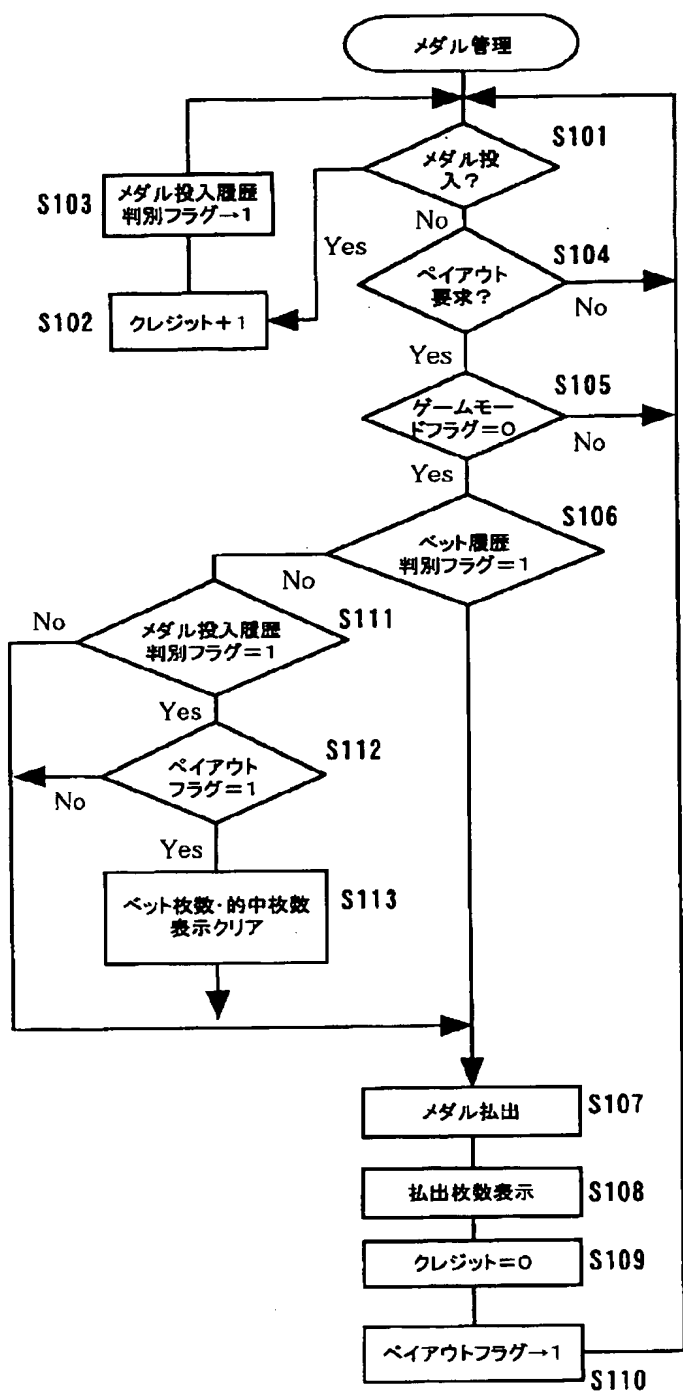 メダル管理
S101
メダル投
入?
No
Yes
S103
メダル投入履歴
判別フラグ→1
S102
クレジット+1
S104
ペイアウト
要求?
No
Yes
S105
ゲームモー
ドフラグ=0
No
Yes
S106
ベット履歴
判別フラグ=1
No
S111
メダル投入履歴
判別フラグ=1
No
Yes
S112
ペイアウト
フラグ=1
No
Yes
S113
ベット枚数・的中枚数
表示クリア
メダル払出
S107
払出枚数表示
S108
クレジット=0
S109
ペイアウトフラグ→1
S110